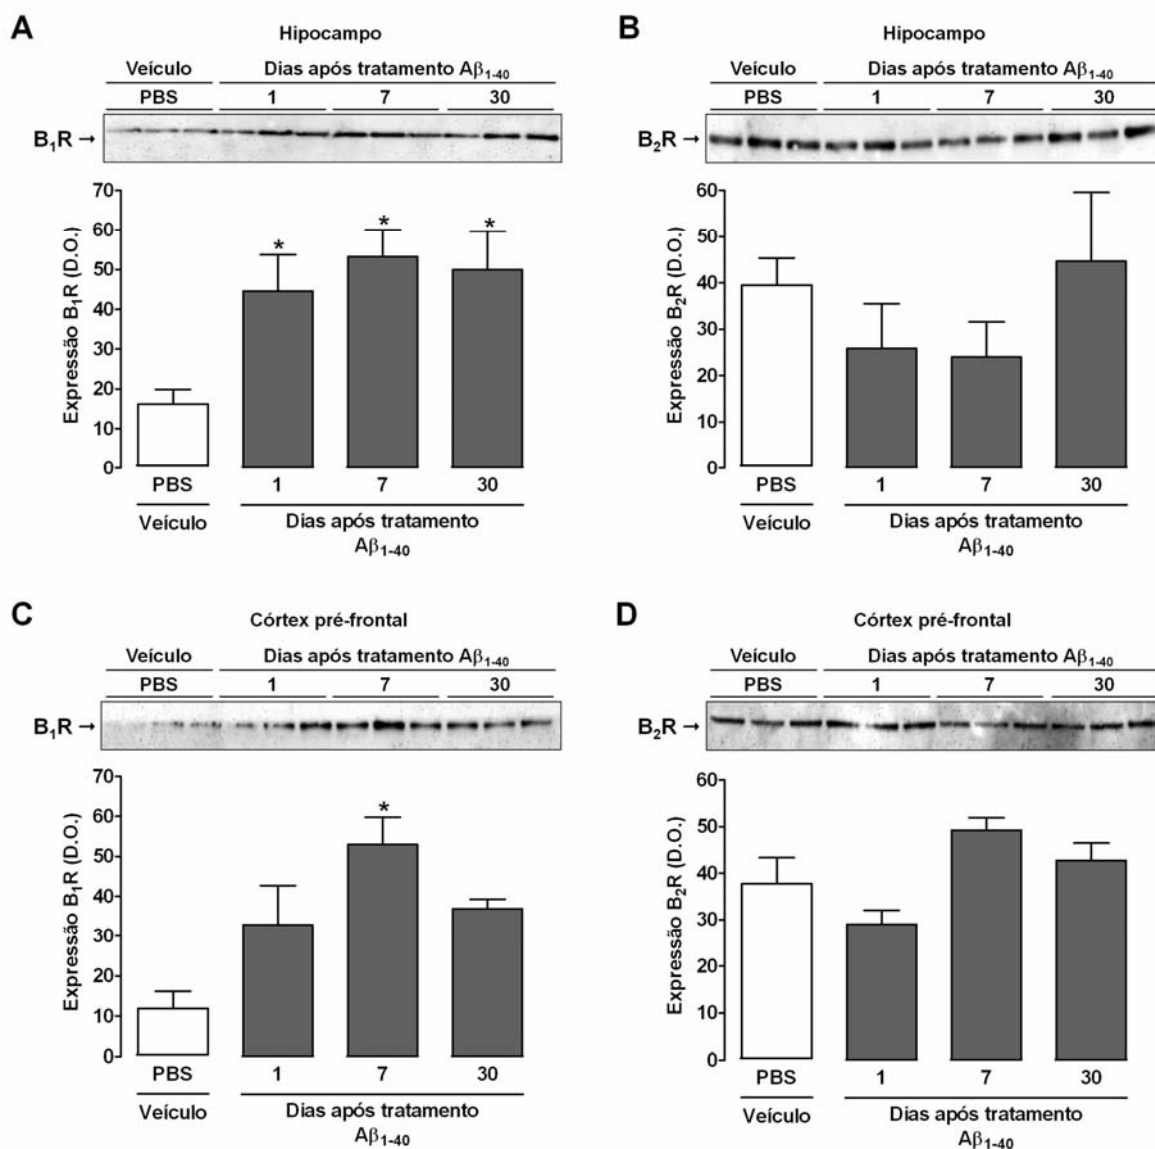 A
Hipocampo
Veículo Dias após tratamento Aβ1-40
PBS 1 7 30
B1R →
Expressão B1R (D.O.)
70
60
50
40
30
20
10
0
* * *
PBS 1 7 30
Veículo Dias após tratamento
Aβ1-40
B
Hipocampo
Veículo Dias após tratamento Aβ1-40
PBS 1 7 30
B2R →
Expressão B2R (D.O.)
60
50
40
30
20
10
0
PBS 1 7 30
Veículo Dias após tratamento
Aβ1-40
C
Córtex pré-frontal
Veículo Dias após tratamento Aβ1-40
PBS 1 7 30
B1R →
Expressão B1R (D.O.)
70
60
50
40
30
20
10
0
*
PBS 1 7 30
Veículo Dias após tratamento
Aβ1-40
D
Córtex pré-frontal
Veículo Dias após tratamento Aβ1-40
PBS 1 7 30
B2R →
Expressão B2R (D.O.)
60
50
40
30
20
10
0
PBS 1 7 30
Veículo Dias após tratamento
Aβ1-40